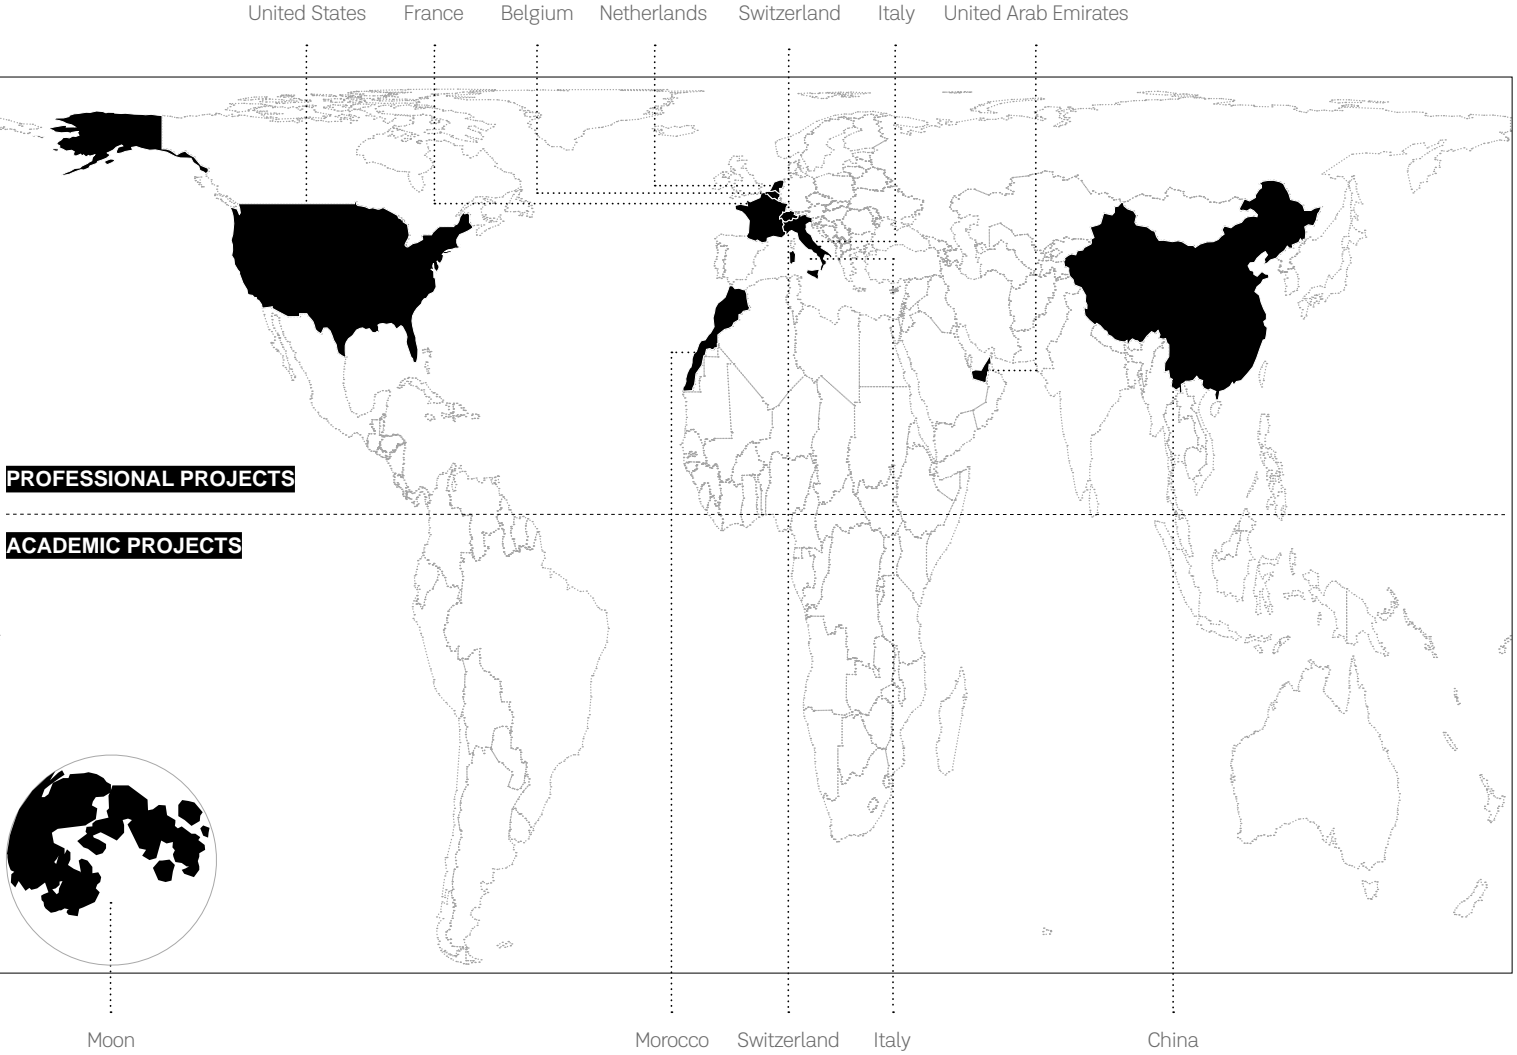 United States France Belgium Netherlands Switzerland Italy United Arab Emirates
PROFESSIONAL PROJECTS
ACADEMIC PROJECTS
Moon Morocco Switzerland Italy China